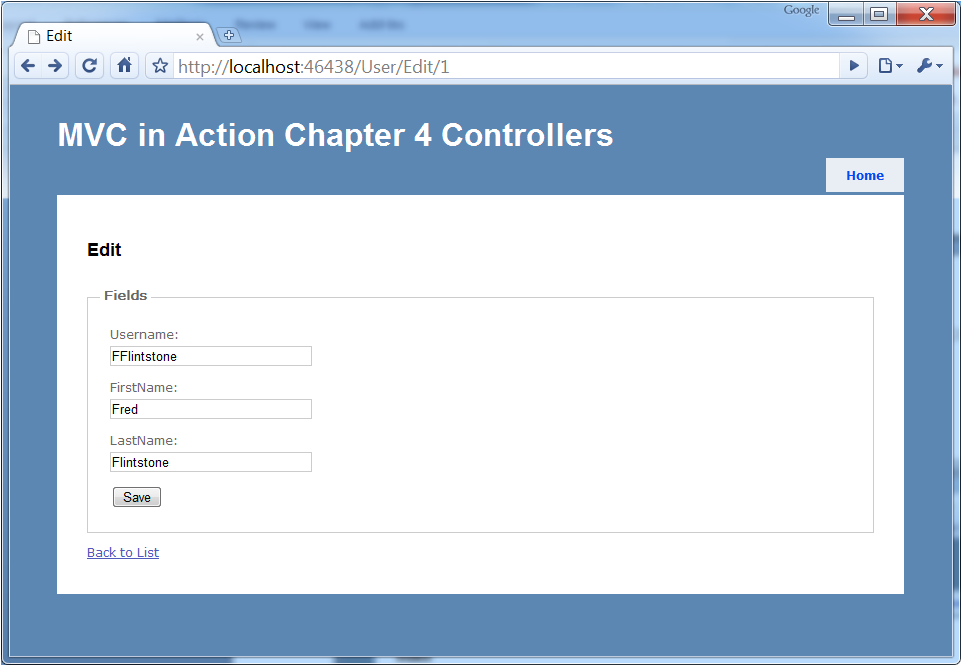 Google
Edit
http://localhost:46438/User/Edit/1
MVC in Action Chapter 4 Controllers
Home
Edit
Fields
Username:
FFlintstone
FirstName:
Fred
LastName:
Flintstone
Save
Back to List